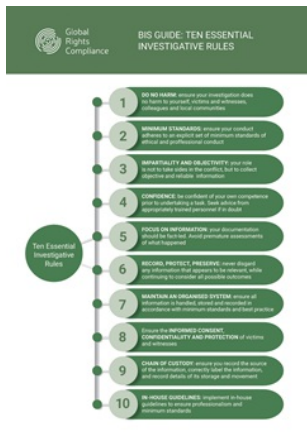 Global
Rights
Compliance
BIS GUIDE: TEN ESSENTIAL
INVESTIGATIVE RULES
Ten Essential
Investigative
Rules
1
DO NO HARM: ensure your investigation does
no harm to yourself, victims and witnesses,
colleagues and local communities
2
MINIMUM STANDARDS: ensure your conduct
adheres to an explicit set of minimum standards of
ethical and professional conduct
3
IMPARTIALITY AND OBJECTIVITY: your role
is not to take sides in the conflict, but to collect
objective and reliable information
4
CONFIDENCE: be confident of your own competence
prior to undertaking a task. Seek advice from
appropriately trained personnel if in doubt
5
FOCUS ON INFORMATION: your documentation
should be fact-led. Avoid premature assessments
of what happened
6
RECORD, PROTECT, PRESERVE: never disregard
any information that appears to be relevant, while
continuing to consider all possible outcomes
7
MAINTAIN AN ORGANISED SYSTEM: ensure all
information is handled, stored and recorded in
accordance with minimum standards and best practice
8
Ensure the INFORMED CONSENT,
CONFIDENTIALITY AND PROTECTION of victims
and witnesses
9
CHAIN OF CUSTODY: ensure you record the source
of the information, correctly label the information,
and record details of its storage and movement
10
IN-HOUSE GUIDELINES: implement in-house
guidelines to ensure professionalism and
minimum standards